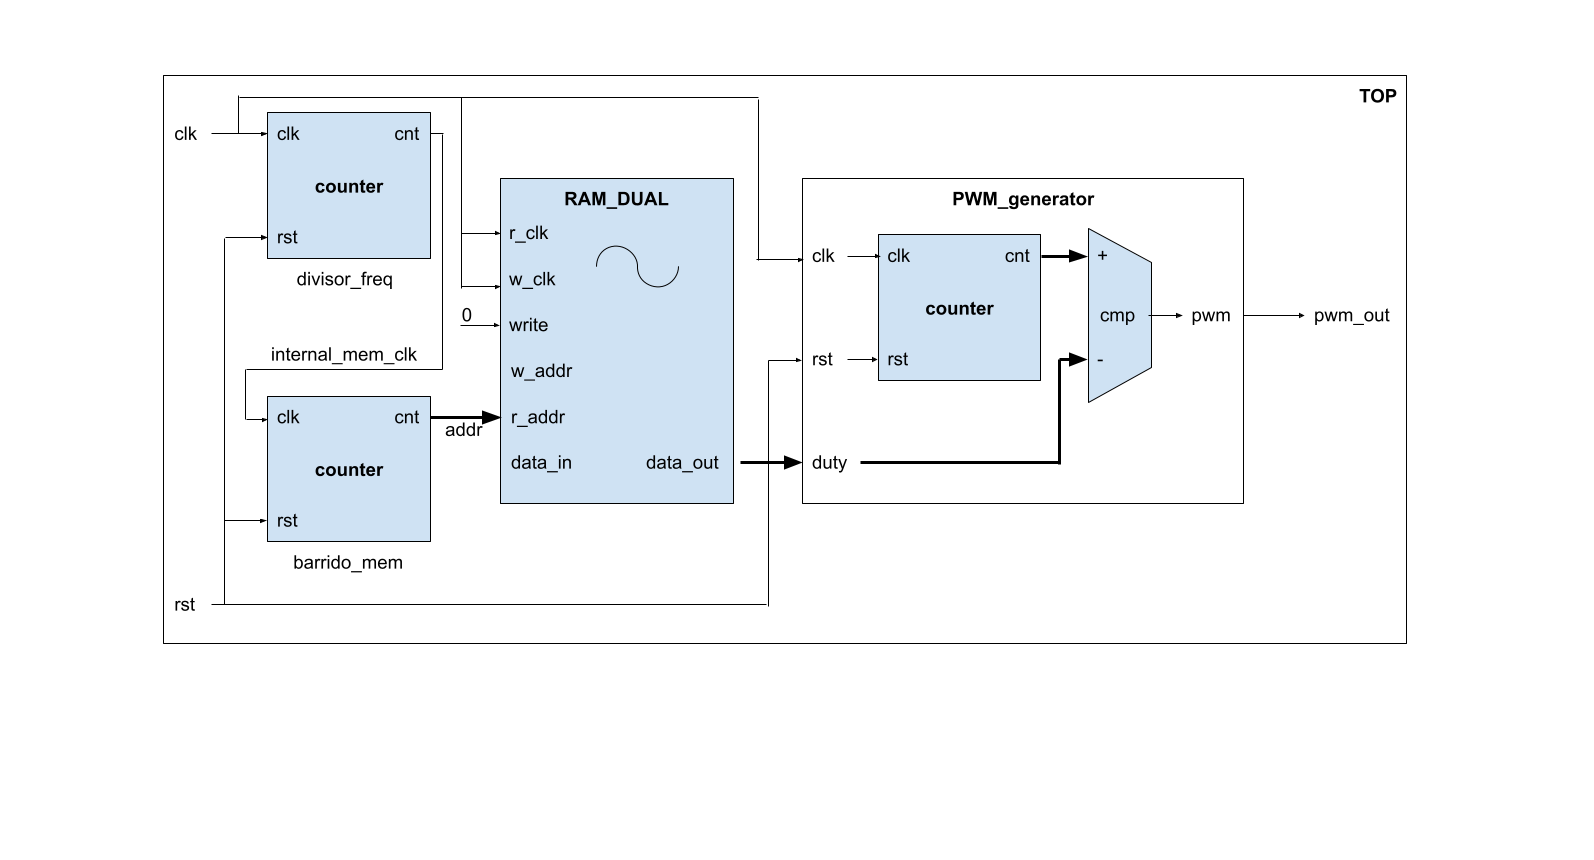 TOP
clk
clk cnt
counter
rst
divisor_freq
internal_mem_clk
clk cnt
counter
rst
barrido_mem
rst
addr
0
RAM_DUAL
r_clk
w_clk
write
w_addr
r_addr
data_in data_out
PWM_generator
clk
rst
duty
clk cnt
counter
rst
+
cmp
-
pwm
pwm_out